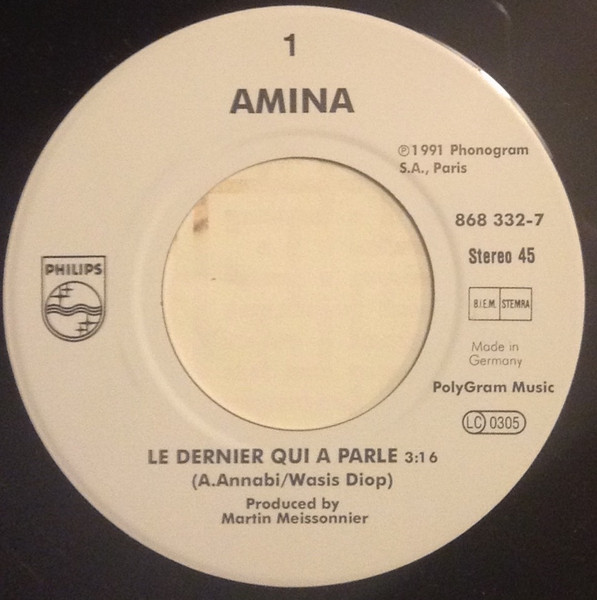 1
AMINA
℗1991 Phonogram
S.A., Paris
868 332-7
Stereo 45
PHILIPS
B.I.E.M. STEMRA
Made in
Germany
PolyGram Music
LC 0305
LE DERNIER QUI A PARLE 3:16
(A.Annabi/Wasis Diop)
Produced by
Martin Meissonnier